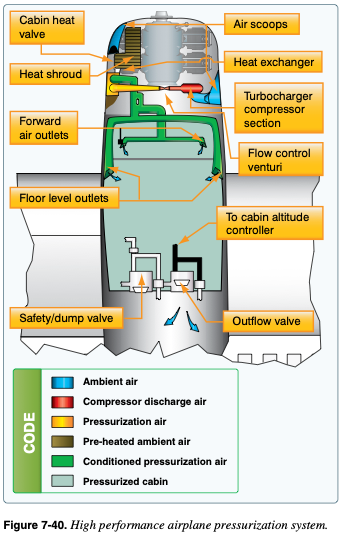 Cabin heat
valve
Air scoops
Heat shroud
Heat exchanger
Turbocharger
compressor
section
Forward
air outlets
Flow control
venturi
Floor level outlets
To cabin altitude
controller
Safety/dump valve
Outflow valve
CODE
Ambient air
Compressor discharge air
Pressurization air
Pre-heated ambient air
Conditioned pressurization air
Pressurized cabin
Figure 7-40. High performance airplane pressurization system.